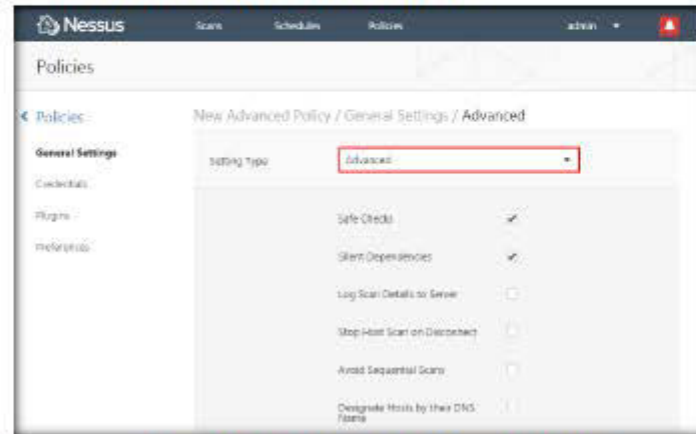 Nessus
Scans Schedules Policies admin
Policies
Policies
New Advanced Policy / General Settings / Advanced
General Settings
Setting Type Advanced
Credentials
Plugins
Safe Checks
Preferences
Silent Dependencies
Log Scan Details to Server
Stop Host Scan on Disconnect
Avoid Sequential Scans
Designate Hosts by their DNS
Name